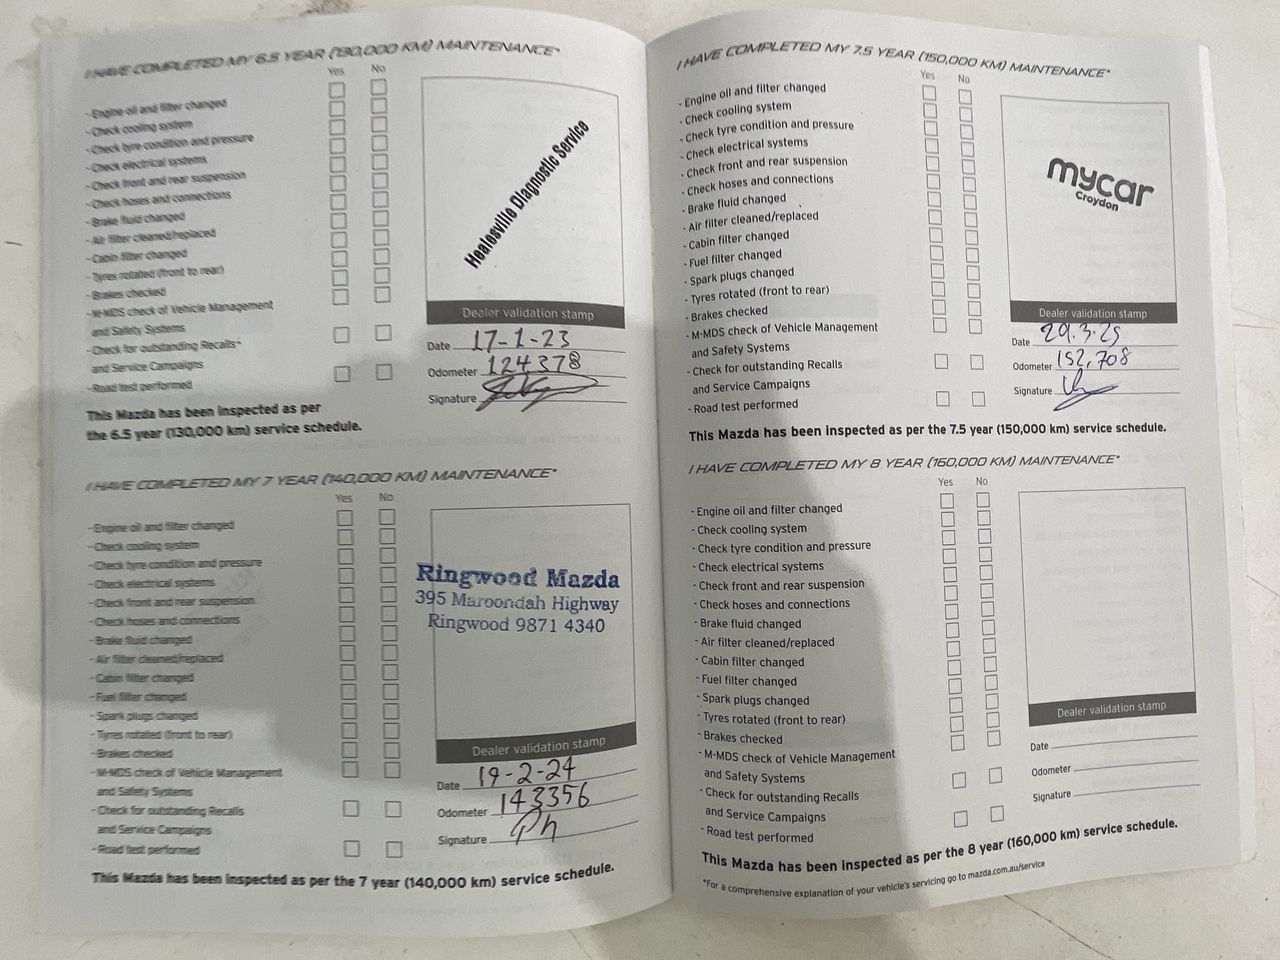 I HAVE COMPLETED MY 6.5 YEAR (130,000 KM) MAINTENANCE*
Yes No
- Engine oil and filter changed
- Check cooling system
- Check tyre condition and pressure
- Check electrical systems
- Check front and rear suspension
- Check hoses and connections
- Brake fluid changed
- Air filter cleaned/replaced
- Cabin filter changed
- Tyres rotated (front to rear)
- Brakes checked
- M-MDS check of Vehicle Management
and Safety Systems
- Check for outstanding Recalls*
and Service Campaigns
- Road test performed
Healesville Diagnostic Service
Dealer validation stamp
Date 17-1-23
Odometer 124378
Signature
This Mazda has been inspected as per
the 6.5 year (130,000 km) service schedule.
I HAVE COMPLETED MY 7 YEAR (140,000 KM) MAINTENANCE*
Yes No
- Engine oil and filter changed
- Check cooling system
- Check tyre condition and pressure
- Check electrical systems
- Check front and rear suspension
- Check hoses and connections
- Brake fluid changed
- Air filter cleaned/replaced
- Cabin filter changed
- Fuel filter changed
- Spark plugs changed
- Tyres rotated (front to rear)
- Brakes checked
- M-MDS check of Vehicle Management
and Safety Systems
- Check for outstanding Recalls
and Service Campaigns
- Road test performed
Ringwood Mazda
395 Maroondah Highway
Ringwood 9871 4340
Dealer validation stamp
Date 19-2-24
Odometer 143356
Signature
This Mazda has been inspected as per the 7 year (140,000 km) service schedule.
I HAVE COMPLETED MY 7.5 YEAR (150,000 KM) MAINTENANCE*
Yes No
- Engine oil and filter changed
- Check cooling system
- Check tyre condition and pressure
- Check electrical systems
- Check front and rear suspension
- Check hoses and connections
- Brake fluid changed
- Air filter cleaned/replaced
- Cabin filter changed
- Fuel filter changed
- Spark plugs changed
- Tyres rotated (front to rear)
- Brakes checked
- M-MDS check of Vehicle Management
and Safety Systems
- Check for outstanding Recalls
and Service Campaigns
- Road test performed
mycar
Croydon
Dealer validation stamp
Date 29.3.25
Odometer 152,708
Signature
This Mazda has been inspected as per the 7.5 year (150,000 km) service schedule.
I HAVE COMPLETED MY 8 YEAR (160,000 KM) MAINTENANCE*
Yes No
- Engine oil and filter changed
- Check cooling system
- Check tyre condition and pressure
- Check electrical systems
- Check front and rear suspension
- Check hoses and connections
- Brake fluid changed
- Air filter cleaned/replaced
- Cabin filter changed
- Fuel filter changed
- Spark plugs changed
- Tyres rotated (front to rear)
- Brakes checked
- M-MDS check of Vehicle Management
and Safety Systems
- Check for outstanding Recalls
and Service Campaigns
- Road test performed
Dealer validation stamp
Date
Odometer
Signature
This Mazda has been inspected as per the 8 year (160,000 km) service schedule.
*For a comprehensive explanation of your vehicle's servicing go to mazda.com.au/service